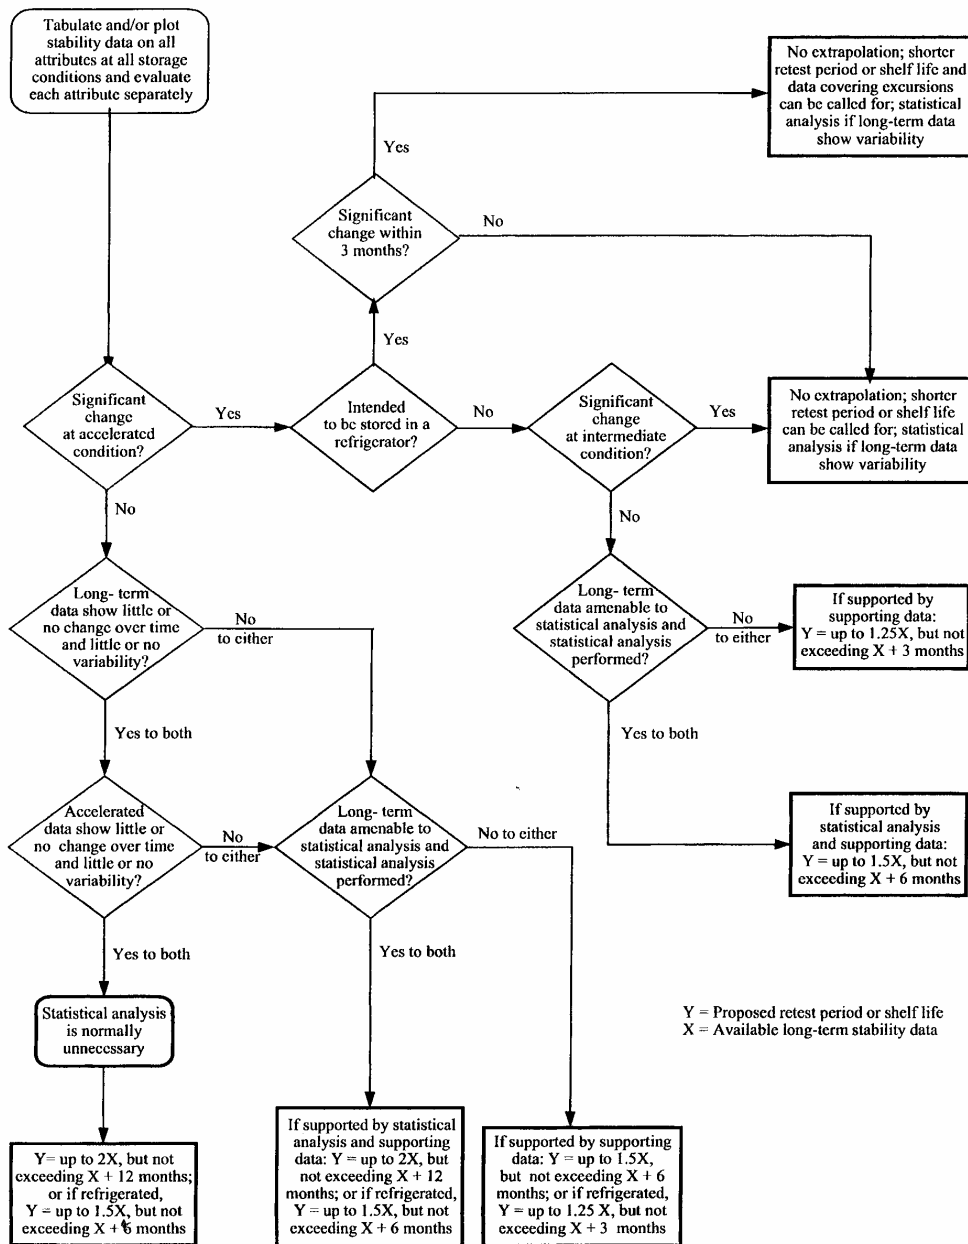 Tabulate and/or plot
stability data on all
attributes at all storage
conditions and evaluate
each attribute separately
No extrapolation; shorter
retest period or shelf life and
data covering excursions
can be called for; statistical
analysis if long-term data
show variability
Yes
Significant
change within
3 months?
No
Yes
Significant
change
at accelerated
condition?
Yes
Intended
to be stored in a
refrigerator?
No
Significant
change
at intermediate
condition?
Yes
No extrapolation; shorter
retest period or shelf life
can be called for; statistical
analysis if long-term data
show variability
No
No
Long- term
data show little or
no change over time
and little or no
variability?
No
to either
Long- term
data amenable to
statistical analysis and
statistical analysis
performed?
No
to either
If supported by
supporting data:
Y = up to 1.25X, but not
exceeding X + 3 months
Yes to both
Yes to both
Accelerated
data show little or
no change over time
and little or no
variability?
No
to either
Long- term
data amenable to
statistical analysis and
statistical analysis
performed?
No to either
If supported by
statistical analysis
and supporting data:
Y = up to 1.5X, but not
exceeding X + 6 months
Yes to both
Yes to both
Statistical analysis
is normally
unnecessary
Y = Proposed retest period or shelf life
X = Available long-term stability data
Y= up to 2X, but not
exceeding X + 12 months;
or if refrigerated,
Y = up to 1.5X, but not
exceeding X + 6 months
If supported by statistical
analysis and supporting
data: Y = up to 2X, but
not exceeding X + 12
months; or if refrigerated,
Y = up to 1.5X, but not
exceeding X + 6 months
If supported by supporting
data: Y = up to 1.5X,
but not exceeding X + 6
months; or if refrigerated,
Y = up to 1.25 X, but not
exceeding X + 3 months